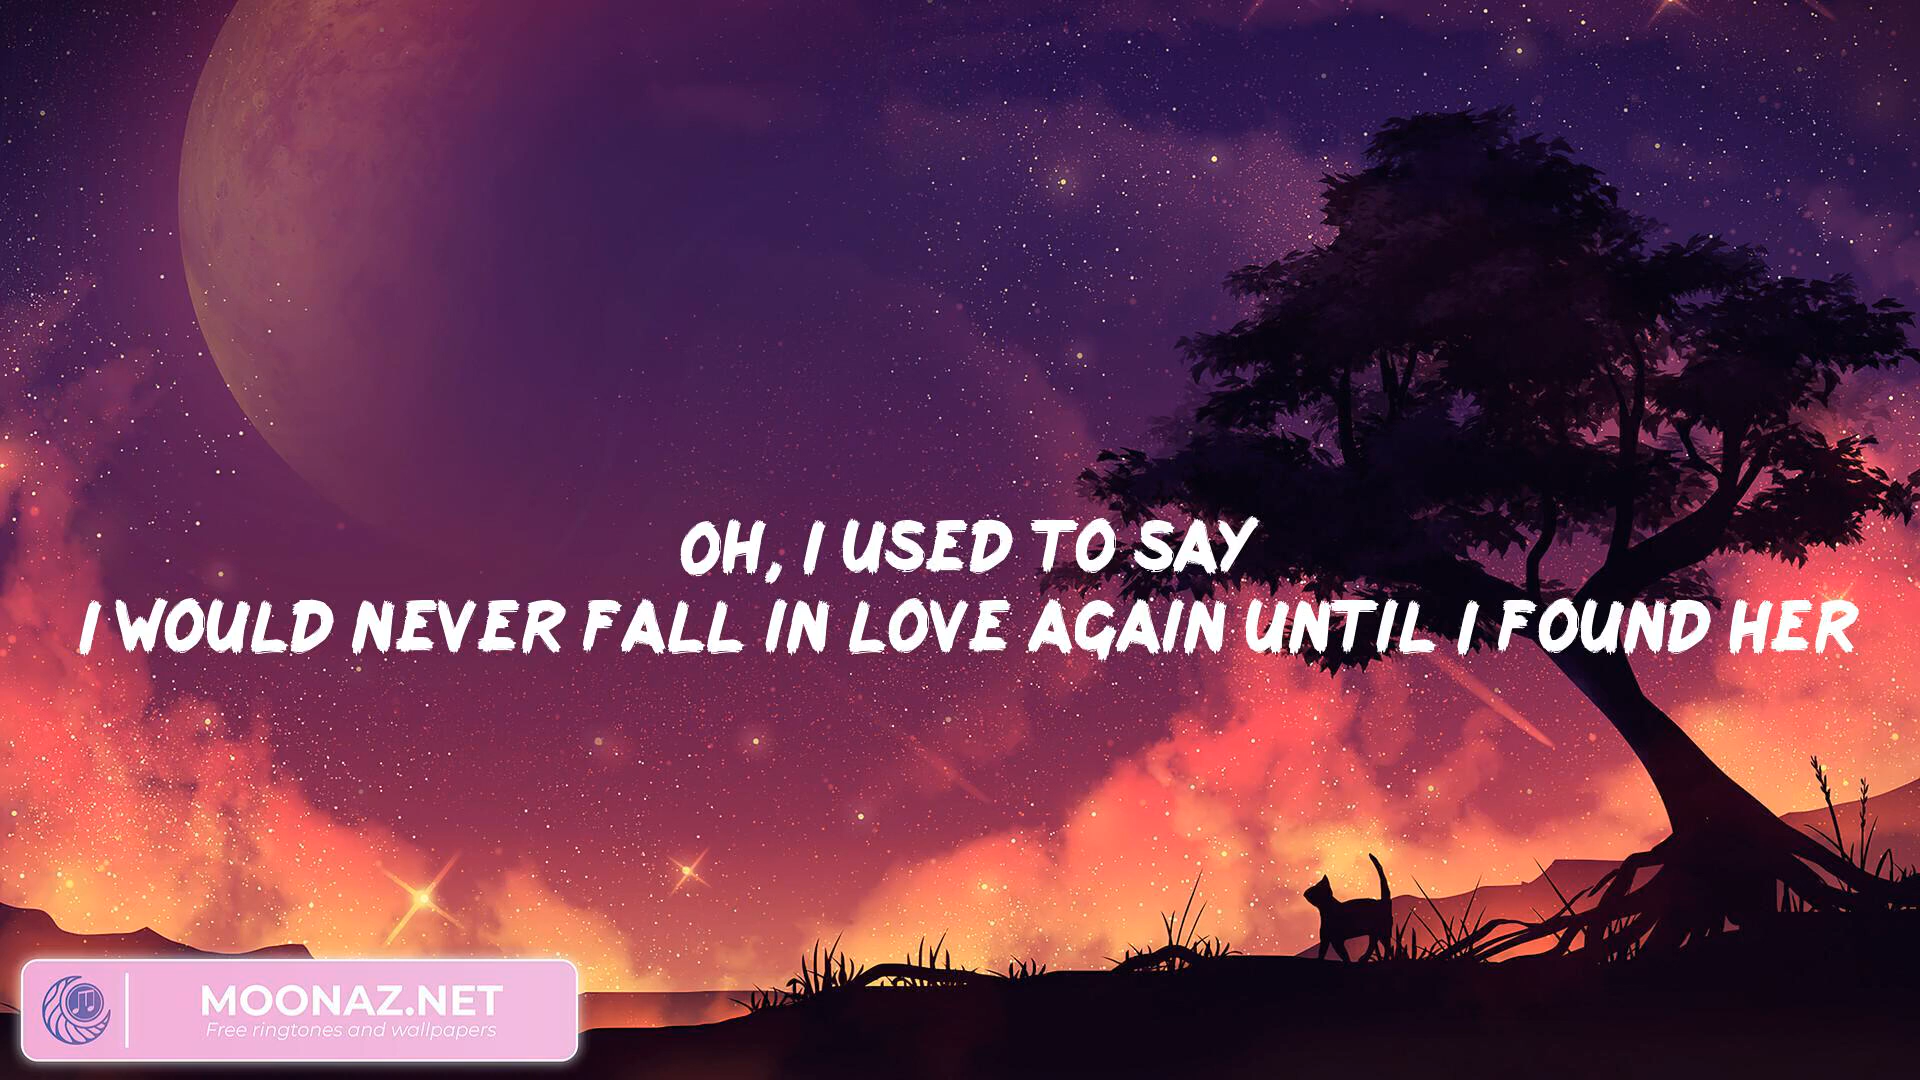 OH, I USED TO SAY
I WOULD NEVER FALL IN LOVE AGAIN UNTIL I FOUND HER
MOONAZ.NET
Free ringtones and wallpapers